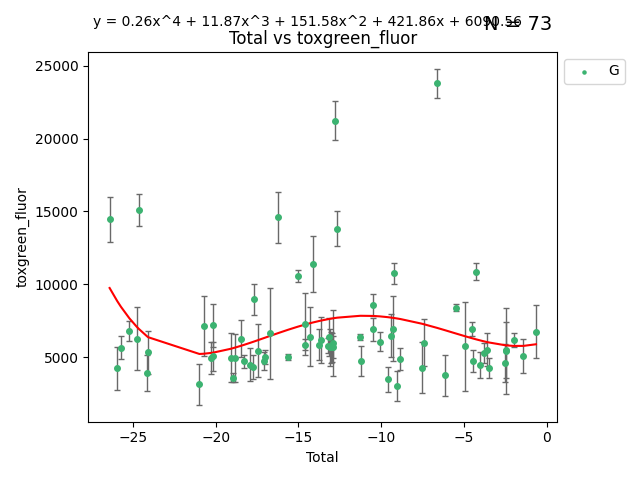 y = 0.26x^4 + 11.87x^3 + 151.58x^2 + 421.86x + 6090.56
N = 73
Total vs toxgreen_fluor
G
toxgreen_fluor
25000
20000
15000
10000
5000
−25 −20 −15 −10 −5 0
Total